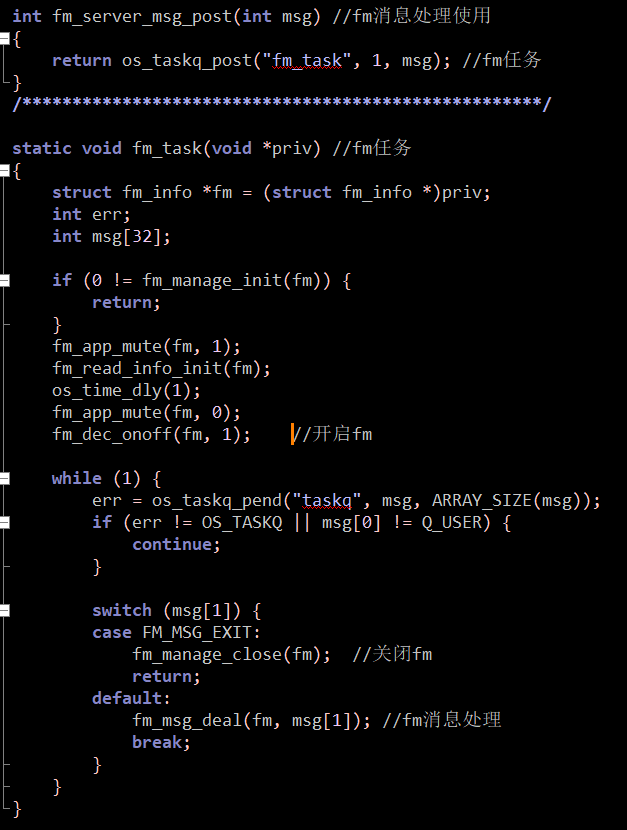 int fm_server_msg_post(int msg) //fm消息处理使用
{
    return os_taskq_post("fm_task", 1, msg); //fm任务
}
/****************************************************/
static void fm_task(void *priv) //fm任务
{
    struct fm_info *fm = (struct fm_info *)priv;
    int err;
    int msg[32];
    if (0 != fm_manage_init(fm)) {
        return;
    }
    fm_app_mute(fm, 1);
    fm_read_info_init(fm);
    os_time_dly(1);
    fm_app_mute(fm, 0);
    fm_dec_onoff(fm, 1);    //开启fm
    while (1) {
        err = os_taskq_pend("taskq", msg, ARRAY_SIZE(msg));
        if (err != OS_TASKQ || msg[0] != Q_USER) {
            continue;
        }
        switch (msg[1]) {
        case FM_MSG_EXIT:
            fm_manage_close(fm);  //关闭fm
            return;
        default:
            fm_msg_deal(fm, msg[1]); //fm消息处理
            break;
        }
    }
}